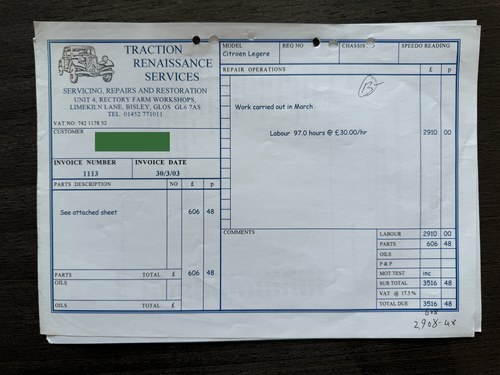 TRACTION
RENAISSANCE
SERVICES
SERVICING, REPAIRS AND RESTORATION
UNIT 4, RECTORY FARM WORKSHOPS,
LIMEKILN LANE, BISLEY, GLOS GL6 7AS
TEL. 01452 771011
VAT NO: 742 1178 52
CUSTOMER
INVOICE NUMBER INVOICE DATE
1113 30/3/03
PARTS DESCRIPTION NO £ p
See attached sheet 606 48
PARTS TOTAL £ 606 48
OILS
OILS TOTAL £
MODEL REG NO CHASSIS SPEEDO READING
Citroen Legere
REPAIR OPERATIONS £ p
Work carried out in March
Labour 97.0 hours @ £30.00/hr 2910 00
COMMENTS
LABOUR 2910 00
PARTS 606 48
OILS
P & P
MOT TEST inc
SUB TOTAL 3516 48
VAT @ 17.5%
TOTAL DUE 3516 48